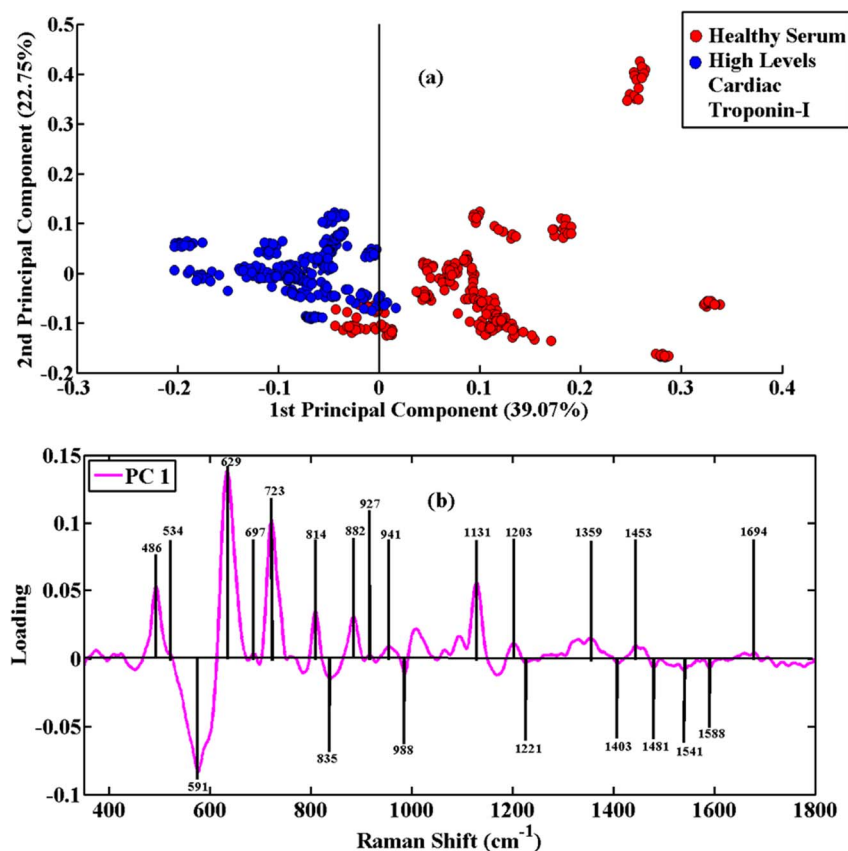 0.5
0.4
0.3
0.2
0.1
0
-0.1
-0.2
2nd Principal Component (22.75%)
(a)
Healthy Serum
High Levels
Cardiac
Troponin-I
-0.3 -0.2 -0.1 0 0.1 0.2 0.3 0.4
1st Principal Component (39.07%)
0.15
0.1
0.05
0
-0.05
-0.1
Loading
PC 1
(b)
486 534 629 697 723 814 882 927 941 1131 1203 1359 1453 1694
591 835 988 1221 1403 1481 1541 1588
400 600 800 1000 1200 1400 1600 1800
Raman Shift (cm⁻¹)